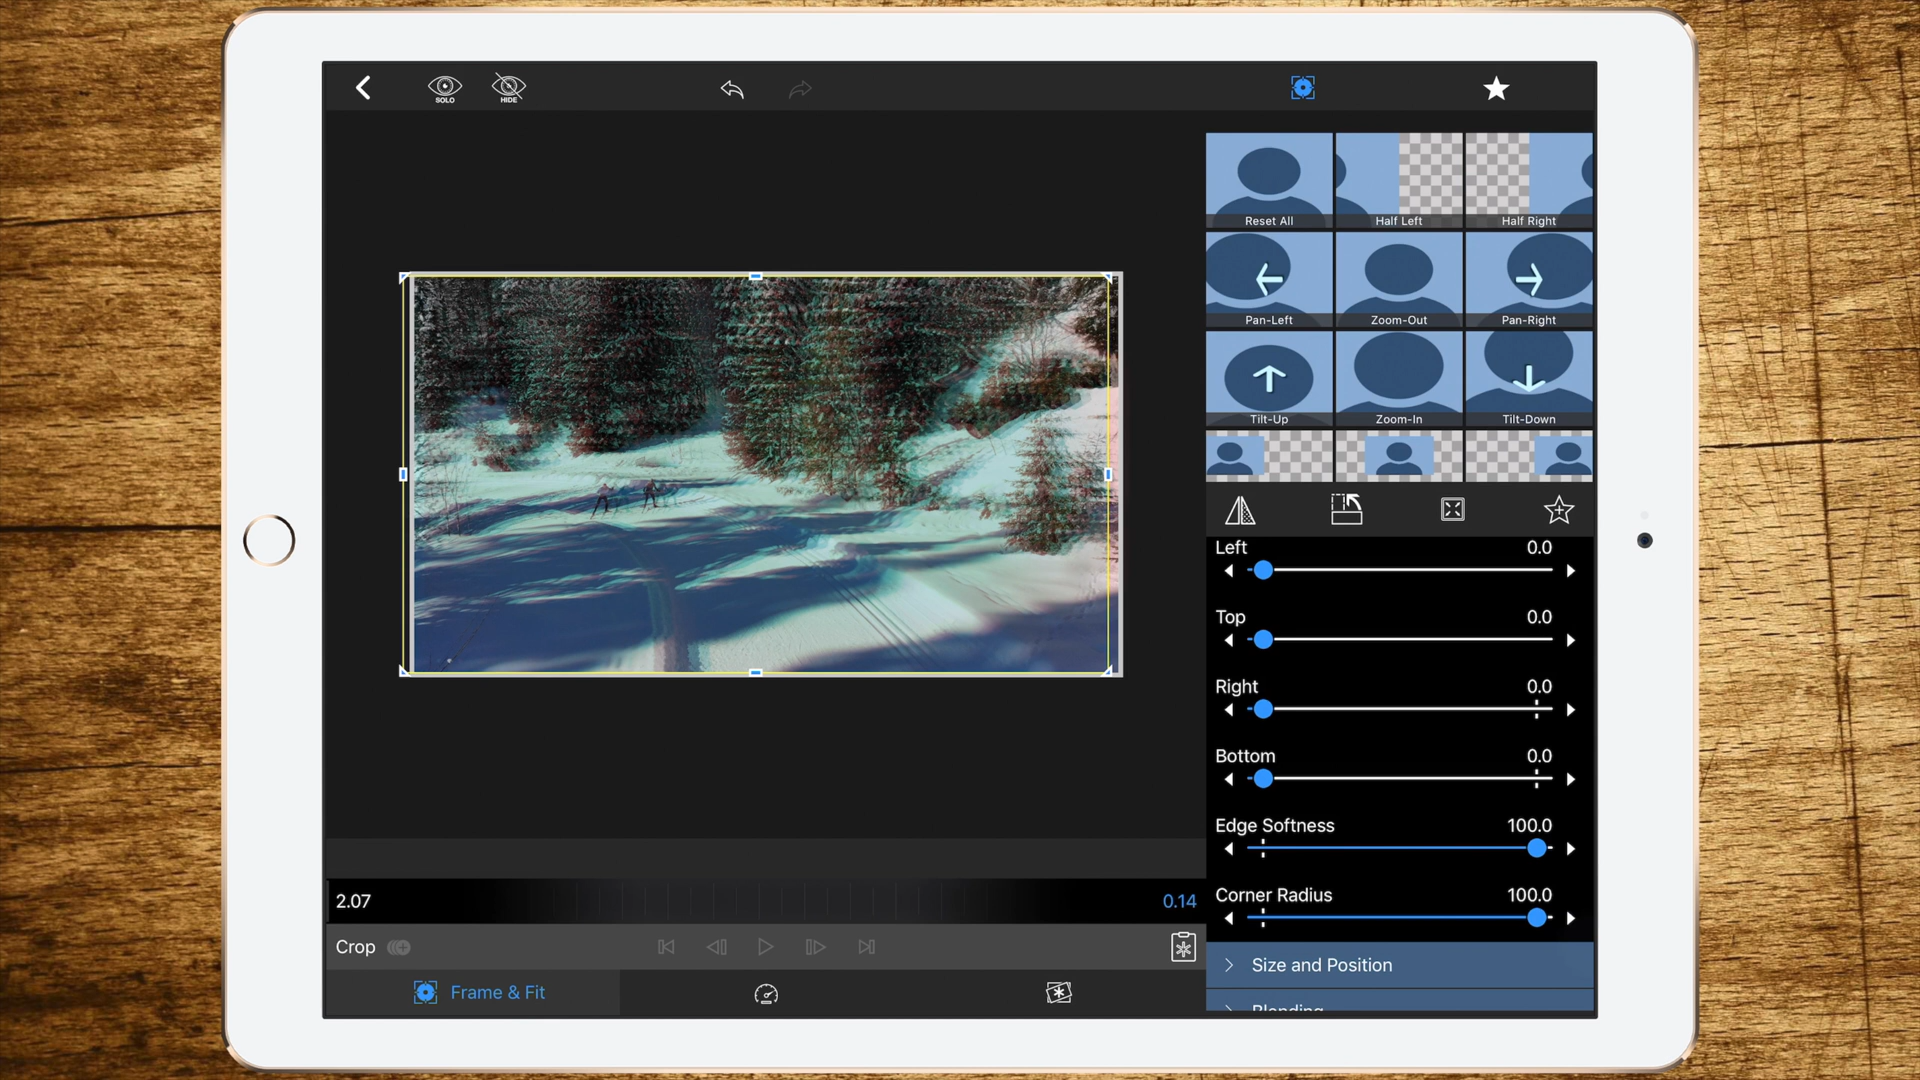 SOLO
HIDE
Reset All
Half Left
Half Right
Pan-Left
Zoom-Out
Pan-Right
Tilt-Up
Zoom-In
Tilt-Down
Left 0.0
Top 0.0
Right 0.0
Bottom 0.0
Edge Softness 100.0
Corner Radius 100.0
Size and Position
Blending
2.07 0.14
Crop
Frame & Fit